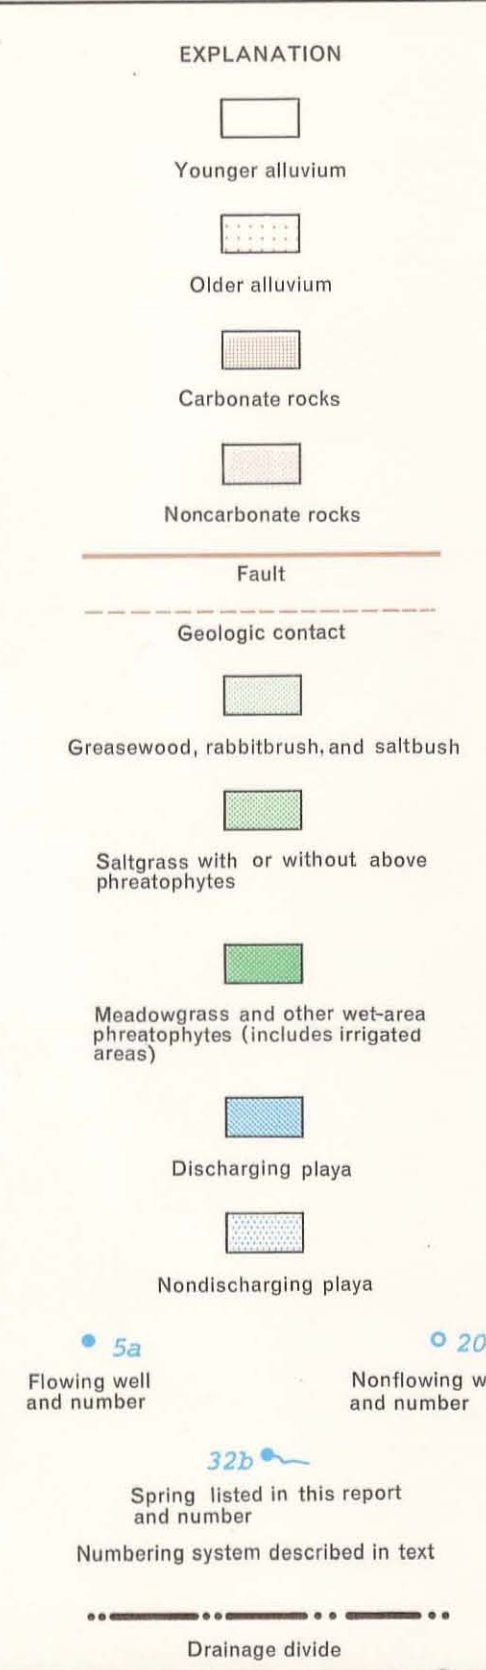 EXPLANATION
Younger alluvium
Older alluvium
Carbonate rocks
Noncarbonate rocks
Fault
Geologic contact
Greasewood, rabbitbrush, and saltbush
Saltgrass with or without above
phreatophytes
Meadowgrass and other wet-area
phreatophytes (includes irrigated
areas)
Discharging playa
Nondischarging playa
5a
Flowing well
and number
20
Nonflowing w
and number
32b
Spring listed in this report
and number
Numbering system described in text
Drainage divide